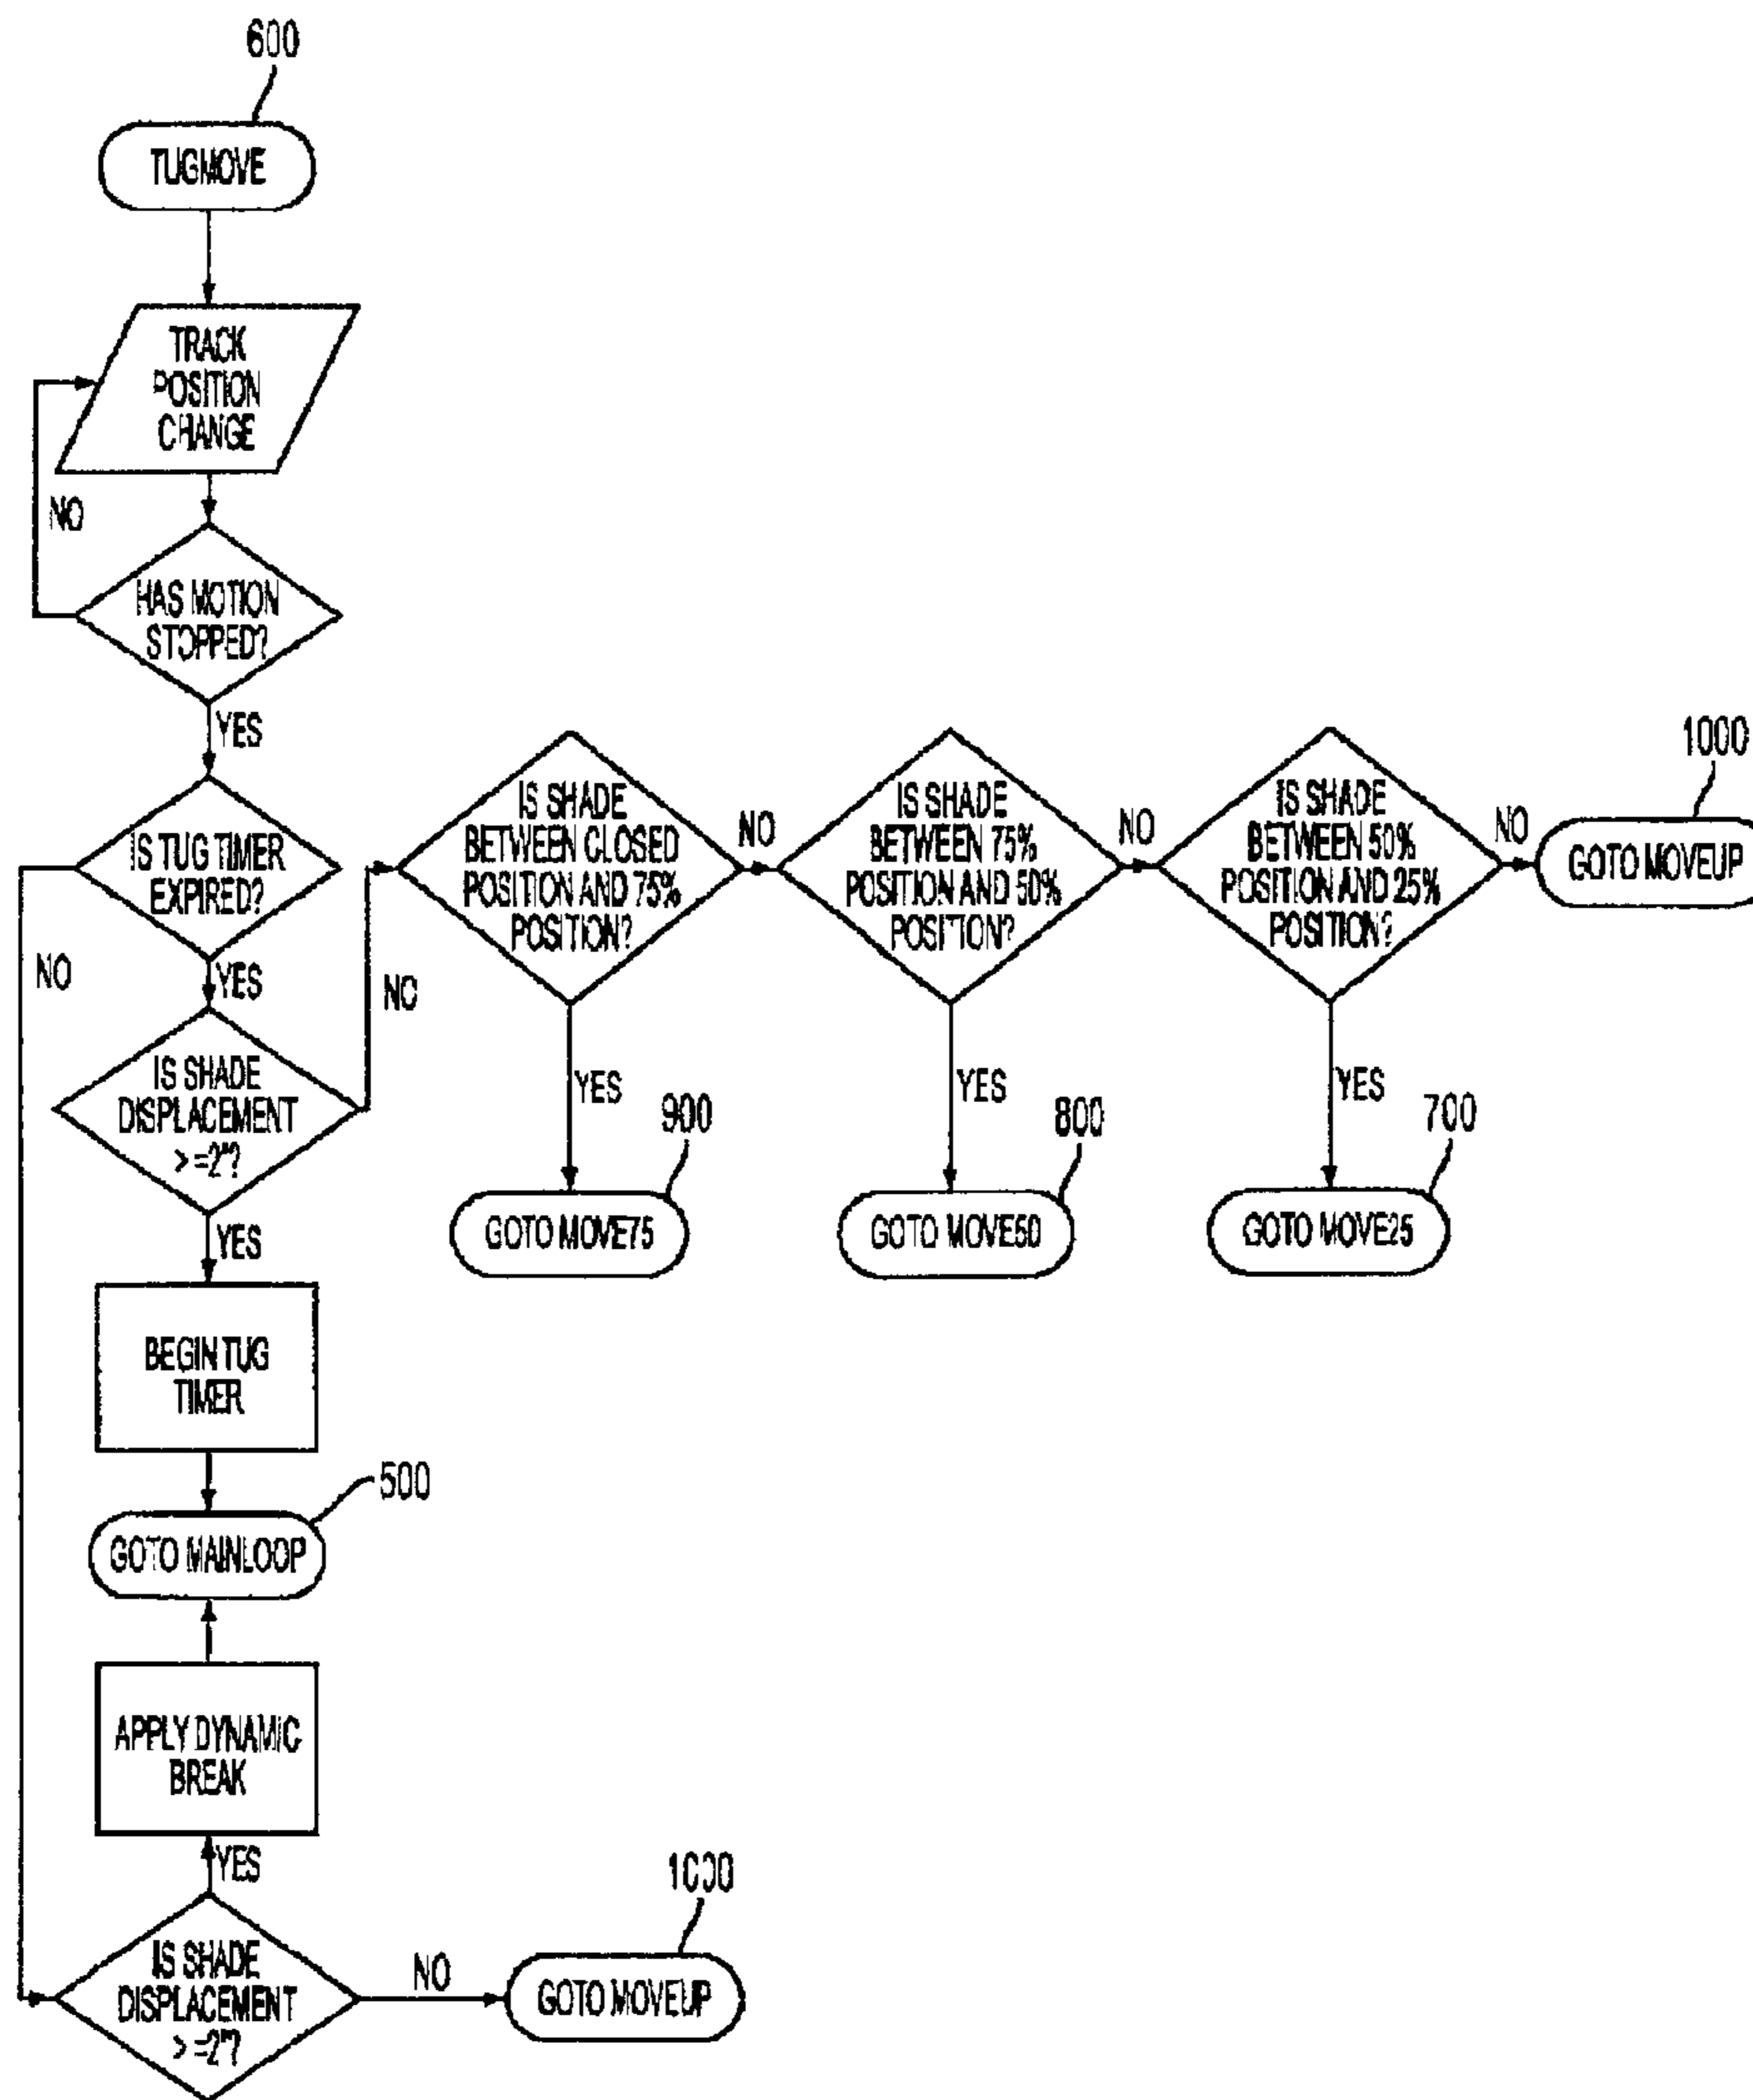 600
TUGMOVE
TRACK
POSITION
CHANGE
NO
HAS MOTION
STOPPED?
YES
IS TUG TIMER
EXPIRED?
NO
YES
IS SHADE
DISPLACEMENT
>=2"?
NO
IS SHADE
BETWEEN CLOSED
POSITION AND 75%
POSITION?
NO
IS SHADE
BETWEEN 75%
POSITION AND 50%
POSITION?
NO
IS SHADE
BETWEEN 50%
POSITION AND 25%
POSITION?
NO
1000
GOTO MOVEUP
YES
900
GOTO MOVE75
YES
800
GOTO MOVE50
YES
700
GOTO MOVE25
YES
BEGIN TUG
TIMER
500
GOTO MAINLOOP
APPLY DYNAMIC
BREAK
YES
IS SHADE
DISPLACEMENT
>=2"?
NO
1000
GOTO MOVEUP